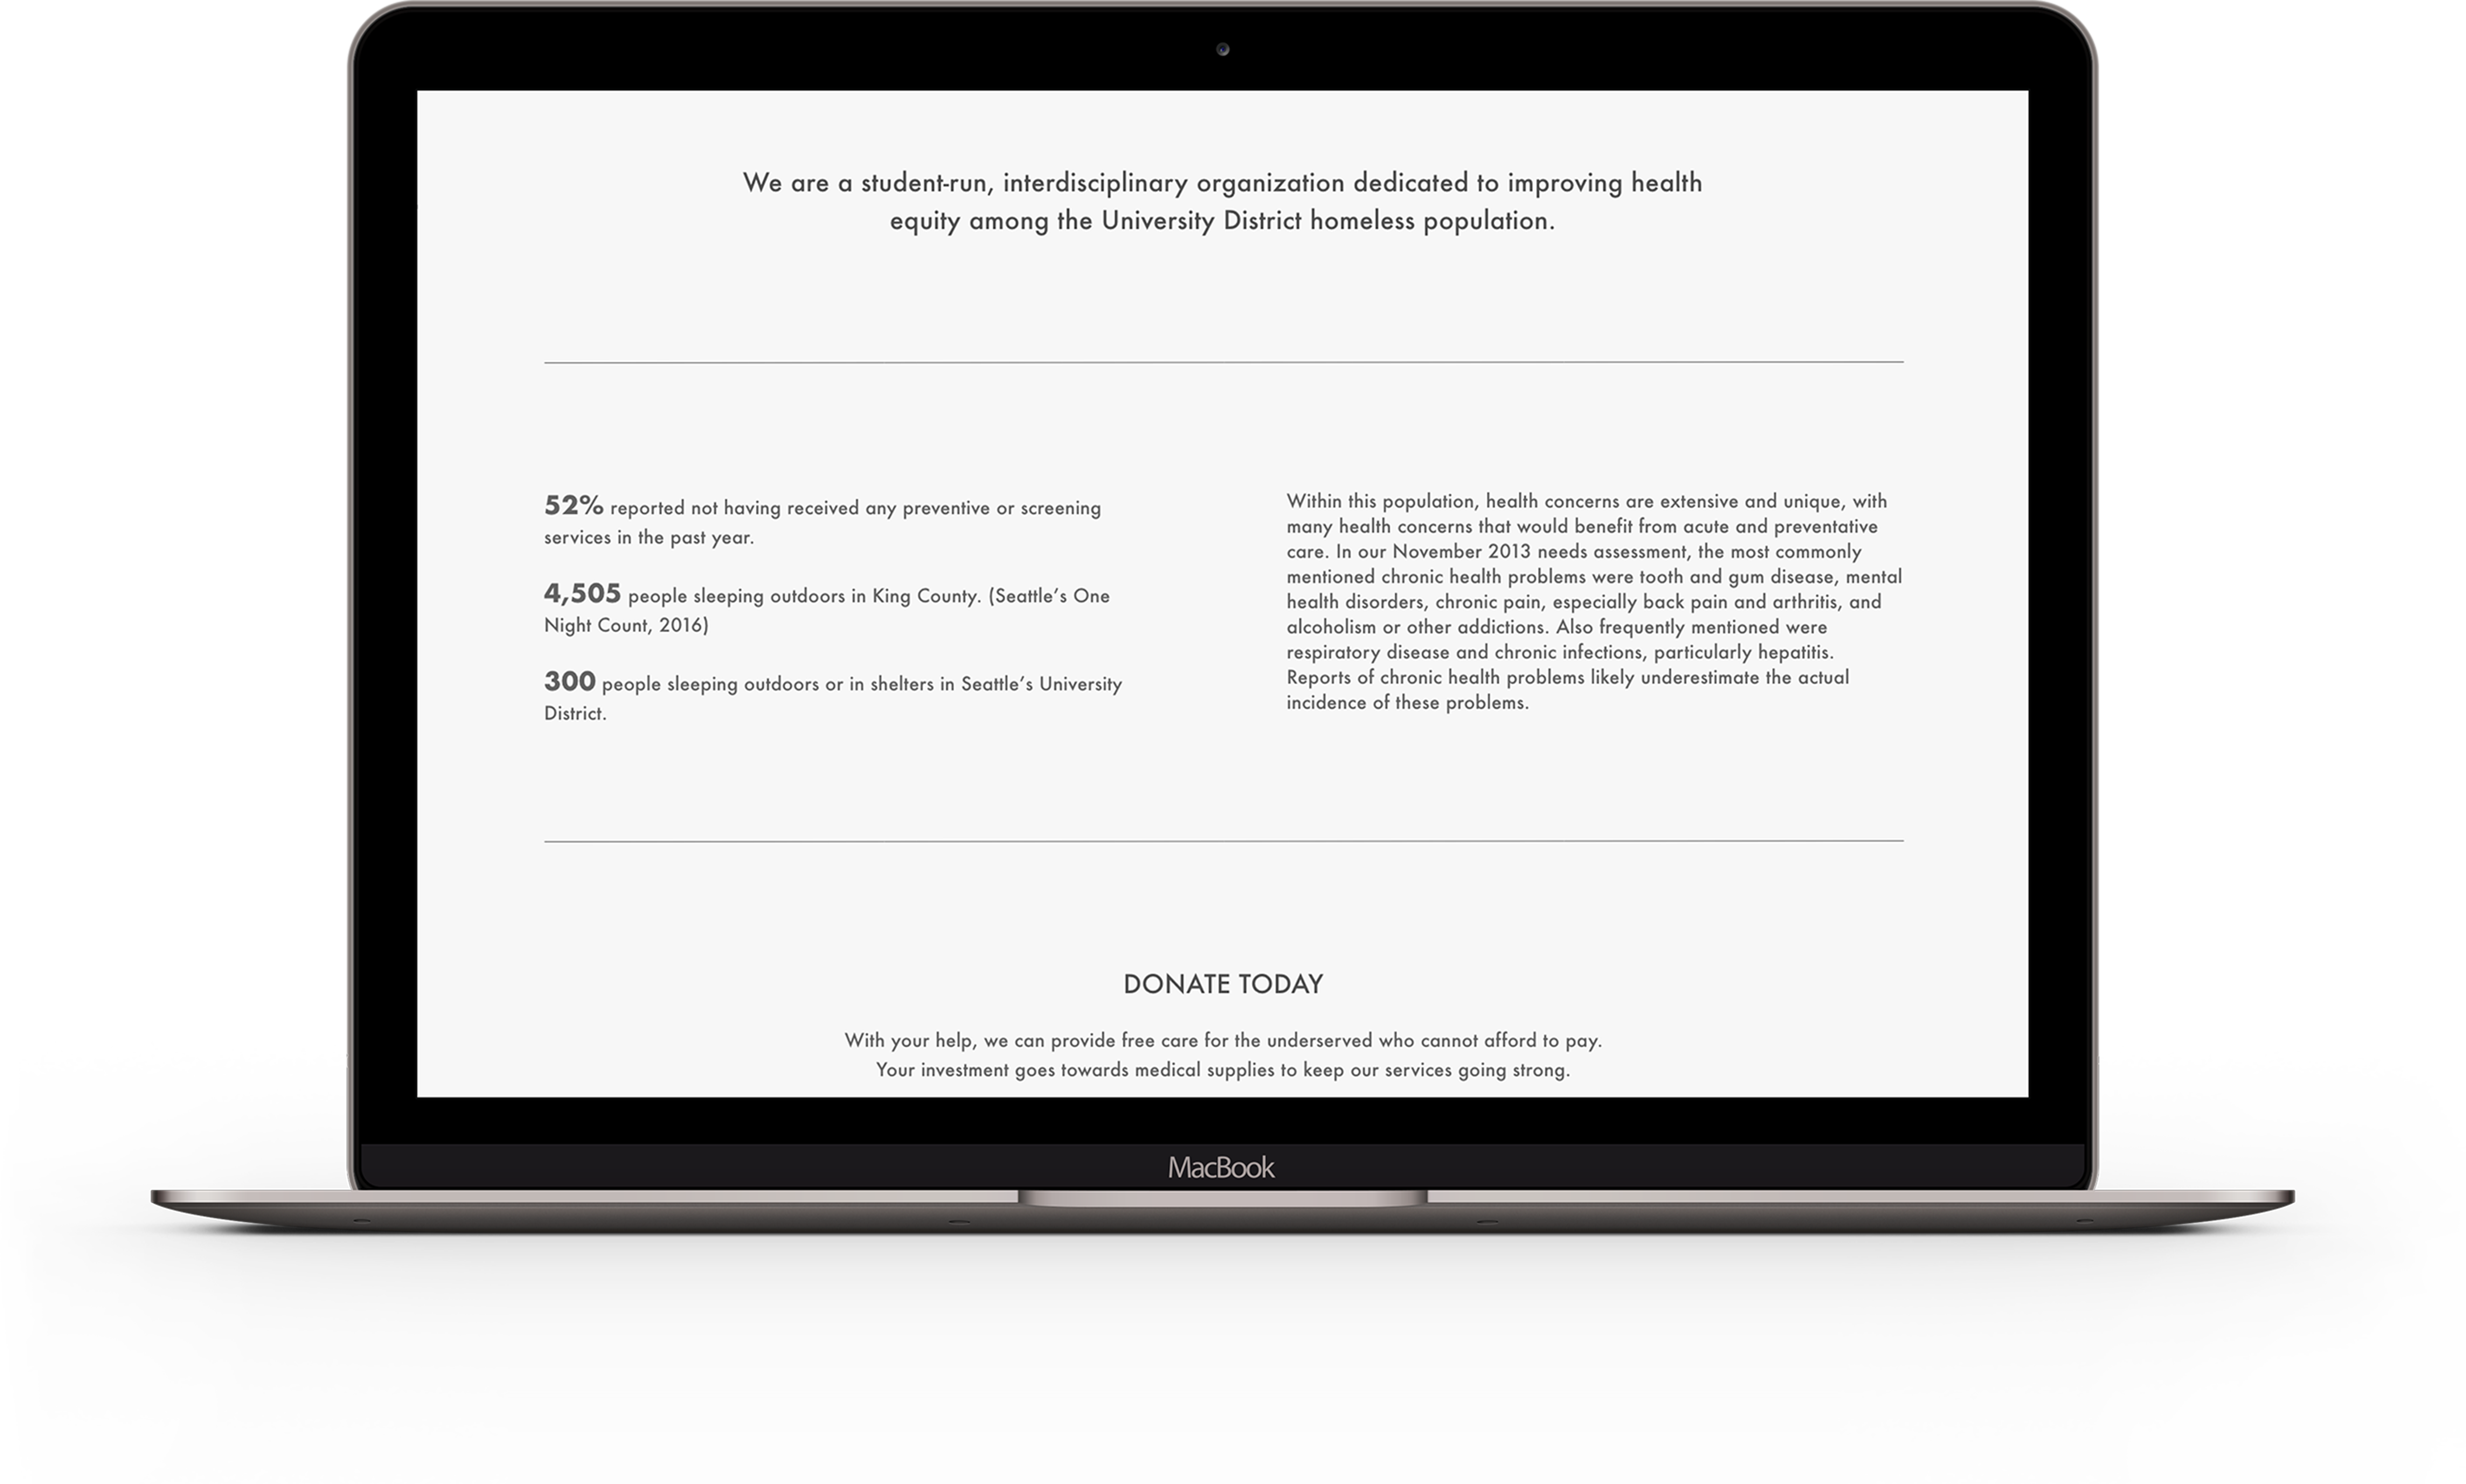 We are a student-run, interdisciplinary organization dedicated to improving health
equity among the University District homeless population.
52% reported not having received any preventive or screening
services in the past year.
4,505 people sleeping outdoors in King County. (Seattle’s One
Night Count, 2016)
300 people sleeping outdoors or in shelters in Seattle’s University
District.
Within this population, health concerns are extensive and unique, with
many health concerns that would benefit from acute and preventative
care. In our November 2013 needs assessment, the most commonly
mentioned chronic health problems were tooth and gum disease, mental
health disorders, chronic pain, especially back pain and arthritis, and
alcoholism or other addictions. Also frequently mentioned were
respiratory disease and chronic infections, particularly hepatitis.
Reports of chronic health problems likely underestimate the actual
incidence of these problems.
DONATE TODAY
With your help, we can provide free care for the underserved who cannot afford to pay.
Your investment goes towards medical supplies to keep our services going strong.
MacBook